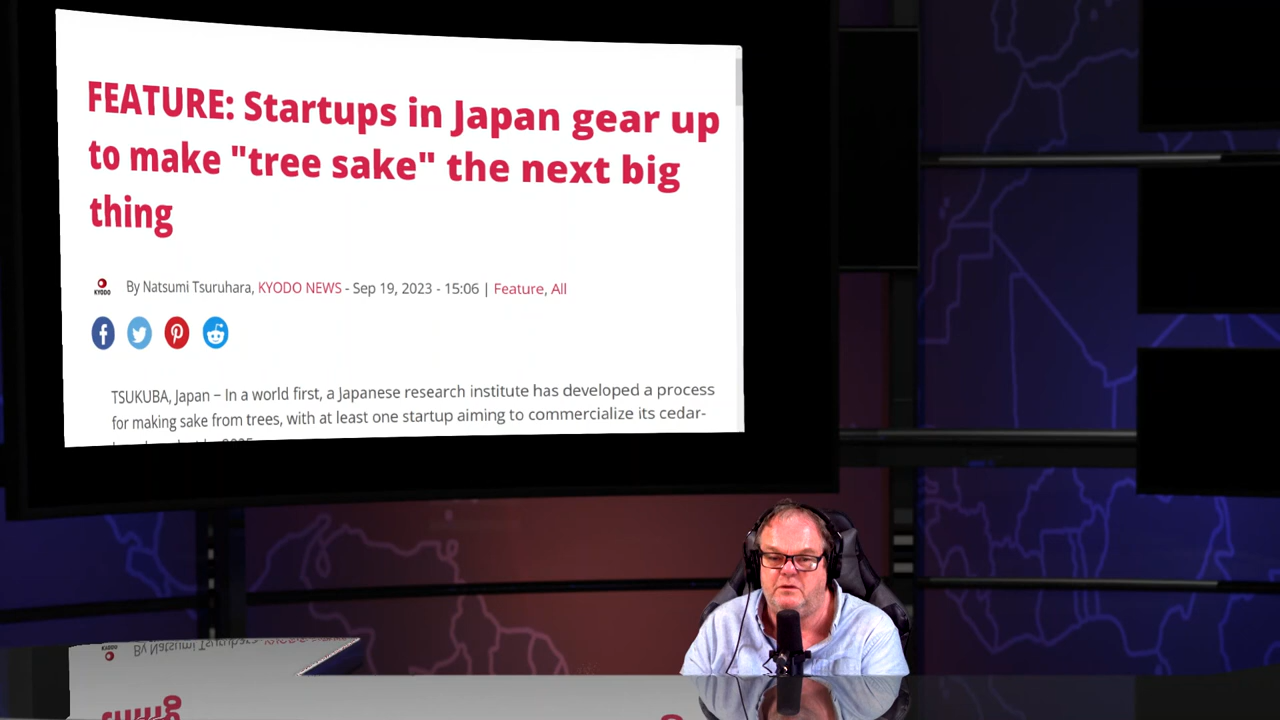 FEATURE: Startups in Japan gear up
to make "tree sake" the next big
thing
KYODO
By Natsumi Tsuruhara, KYODO NEWS - Sep 19, 2023 - 15:06 | Feature, All
TSUKUBA, Japan – In a world first, a Japanese research institute has developed a process
for making sake from trees, with at least one startup aiming to commercialize its cedar-